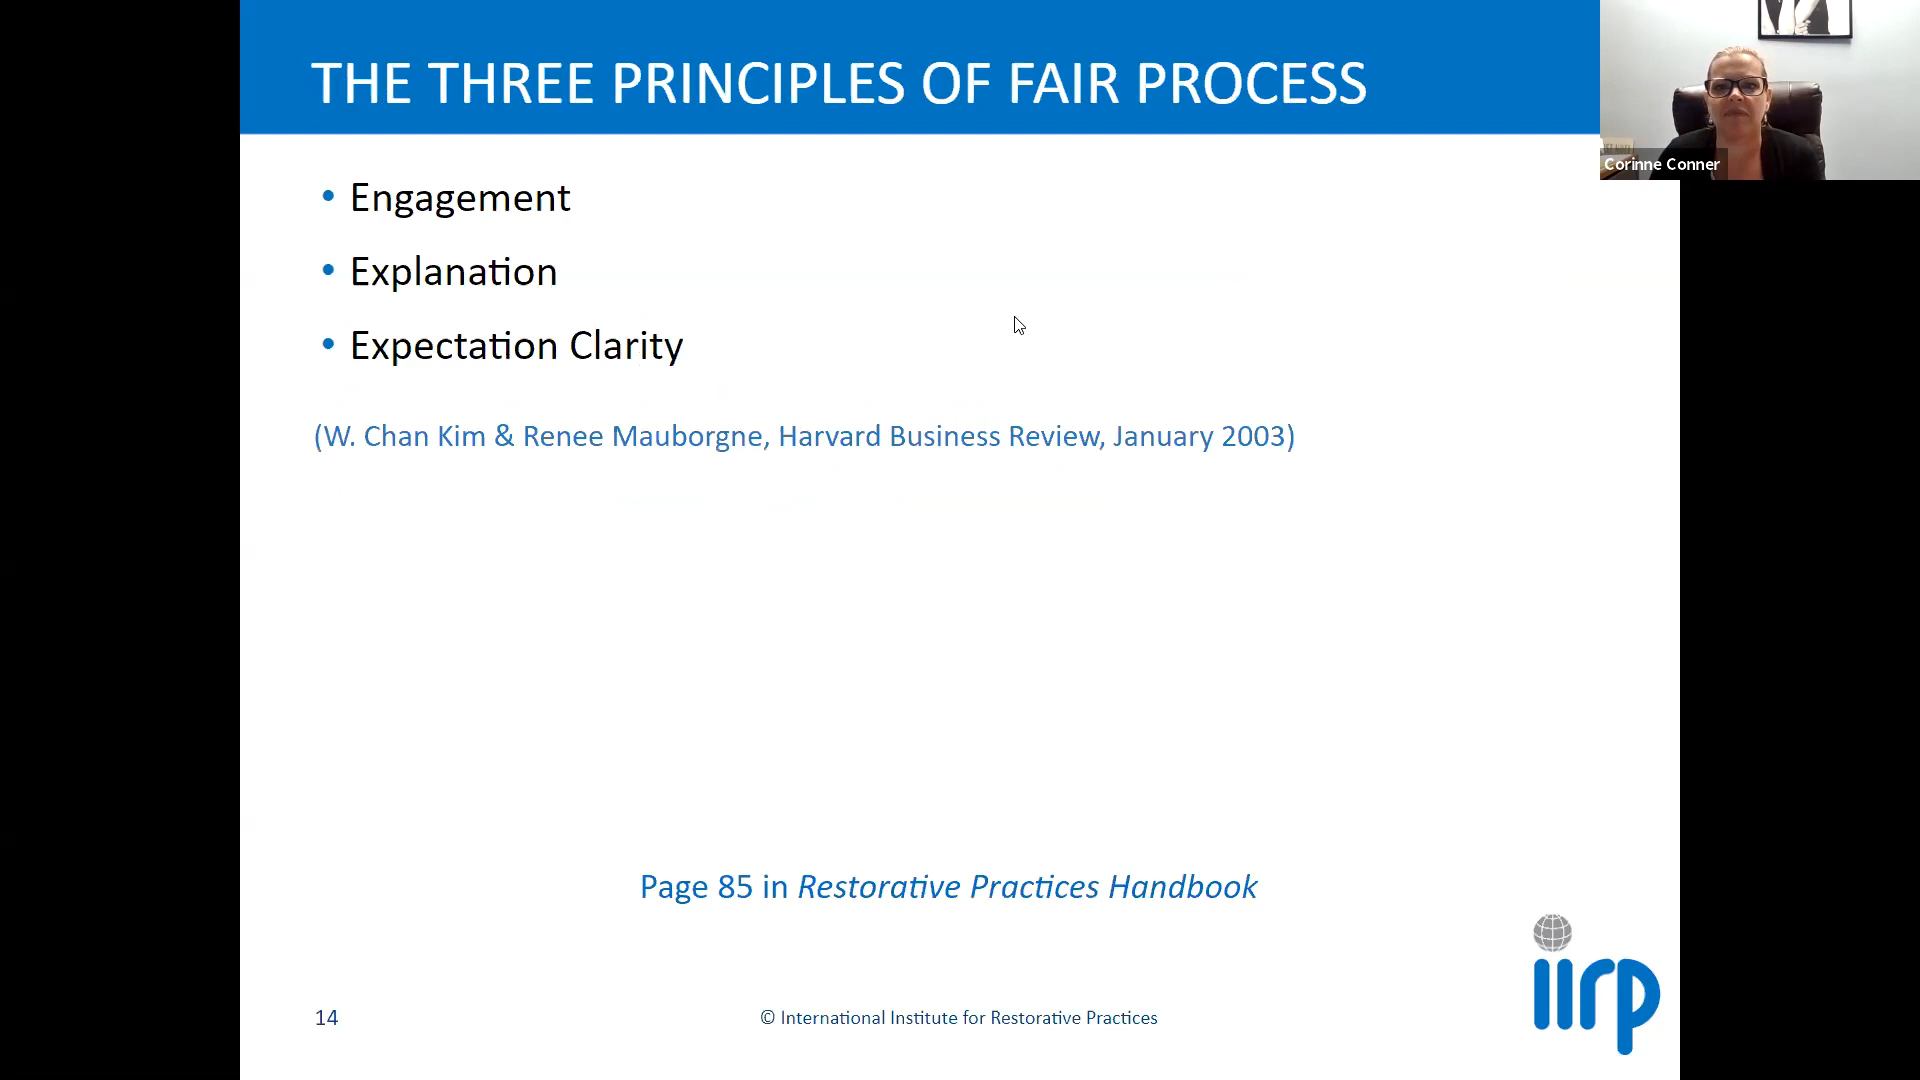 THE THREE PRINCIPLES OF FAIR PROCESS
Corinne Conner
• Engagement
• Explanation
• Expectation Clarity
(W. Chan Kim & Renee Mauborgne, Harvard Business Review, January 2003)
Page 85 in Restorative Practices Handbook
iirp
14
© International Institute for Restorative Practices